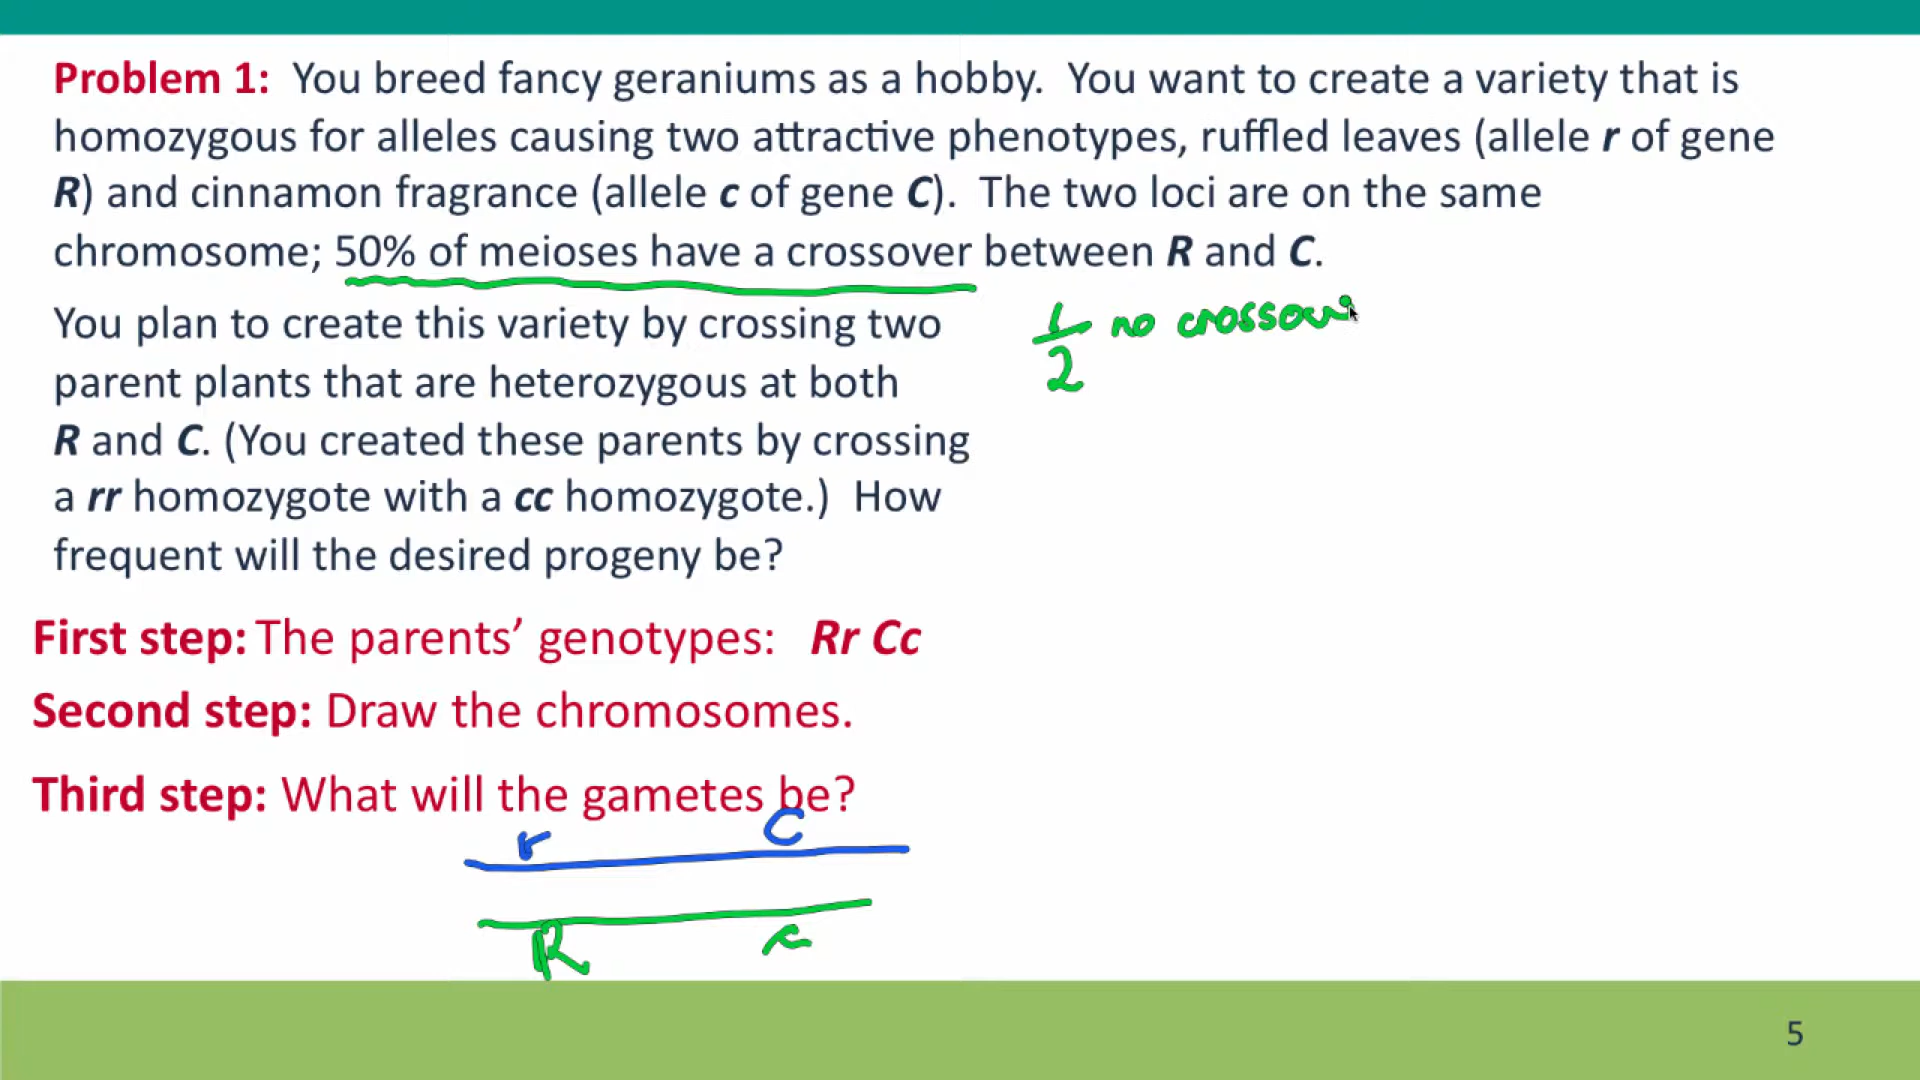 Problem 1: You breed fancy geraniums as a hobby. You want to create a variety that is
homozygous for alleles causing two attractive phenotypes, ruffled leaves (allele r of gene
R) and cinnamon fragrance (allele c of gene C). The two loci are on the same
chromosome; 50% of meioses have a crossover between R and C.
You plan to create this variety by crossing two
parent plants that are heterozygous at both
R and C. (You created these parents by crossing
a rr homozygote with a cc homozygote.) How
frequent will the desired progeny be?
1/2 no crossov
First step: The parents’ genotypes: Rr Cc
Second step: Draw the chromosomes.
Third step: What will the gametes be?
r C
R c
5